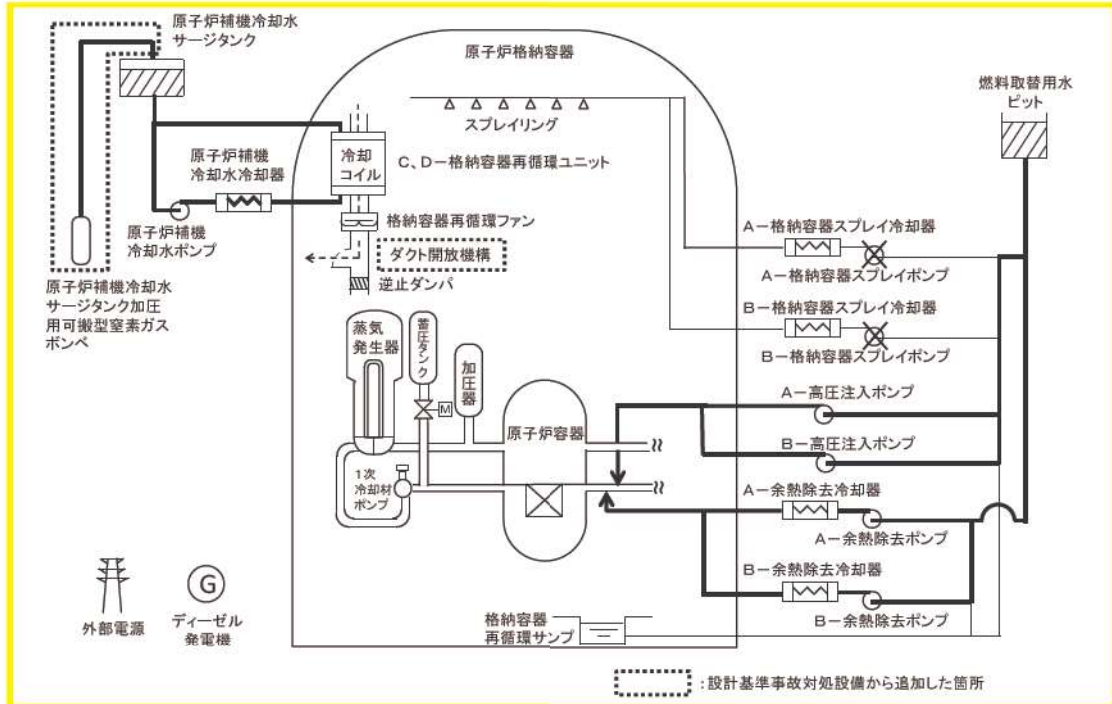 原子炉補機冷却水
サージタンク
原子炉格納容器
燃料取替用水
ピット
スプレイリング
冷却
コイル
C、D－格納容器再循環ユニット
原子炉補機
冷却水冷却器
格納容器再循環ファン
原子炉補機
冷却水ポンプ
ダクト開放機構
逆止ダンパ
原子炉補機冷却水
サージタンク加圧
用可搬型窒素ガス
ボンベ
A－格納容器スプレイ冷却器
A－格納容器スプレイポンプ
B－格納容器スプレイ冷却器
B－格納容器スプレイポンプ
蒸気
発生器
蓄圧タンク
加圧器
M
原子炉容器
1次
冷却材
ポンプ
A－高圧注入ポンプ
B－高圧注入ポンプ
A－余熱除去冷却器
A－余熱除去ポンプ
B－余熱除去冷却器
B－余熱除去ポンプ
外部電源
G
ディーゼル
発電機
格納容器
再循環サンプ
：設計基準事故対処設備から追加した箇所